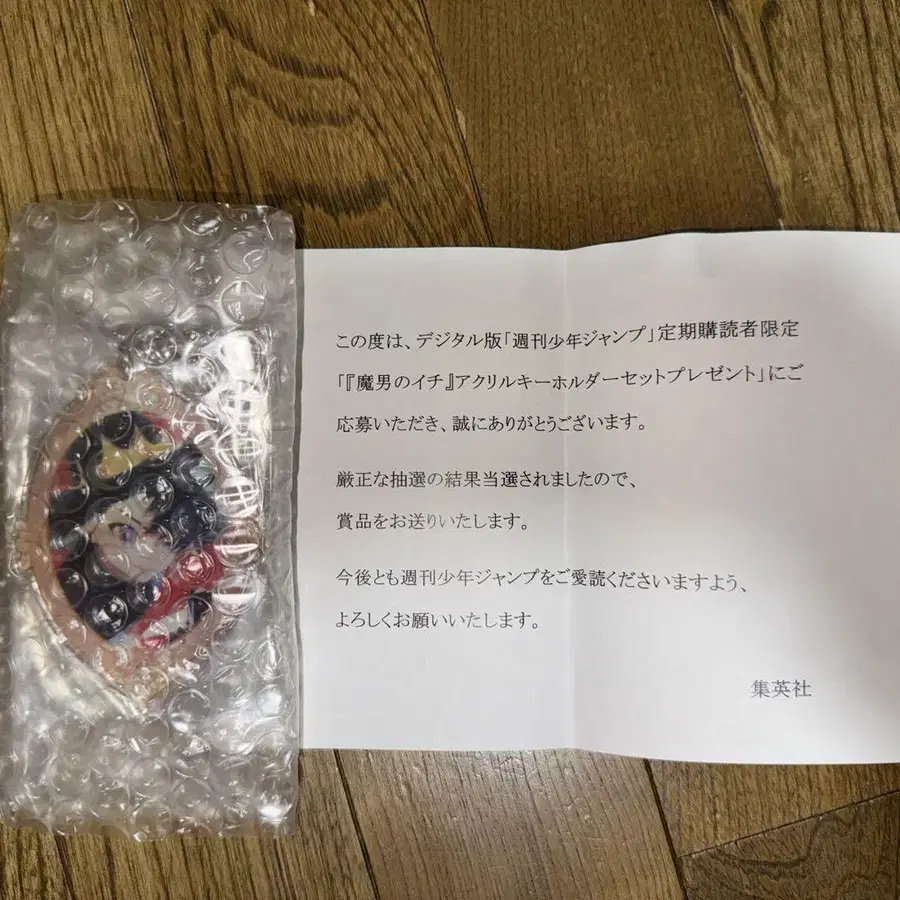 この度は、デジタル版「週刊少年ジャンプ」定期購読者限定
「『魔男のイチ』アクリルキーホルダーセットプレゼント」にご
応募いただき、誠にありがとうございます。
厳正な抽選の結果当選されましたので、
賞品をお送りいたします。
今後とも週刊少年ジャンプをご愛読くださいますよう、
よろしくお願いいたします。
集英社